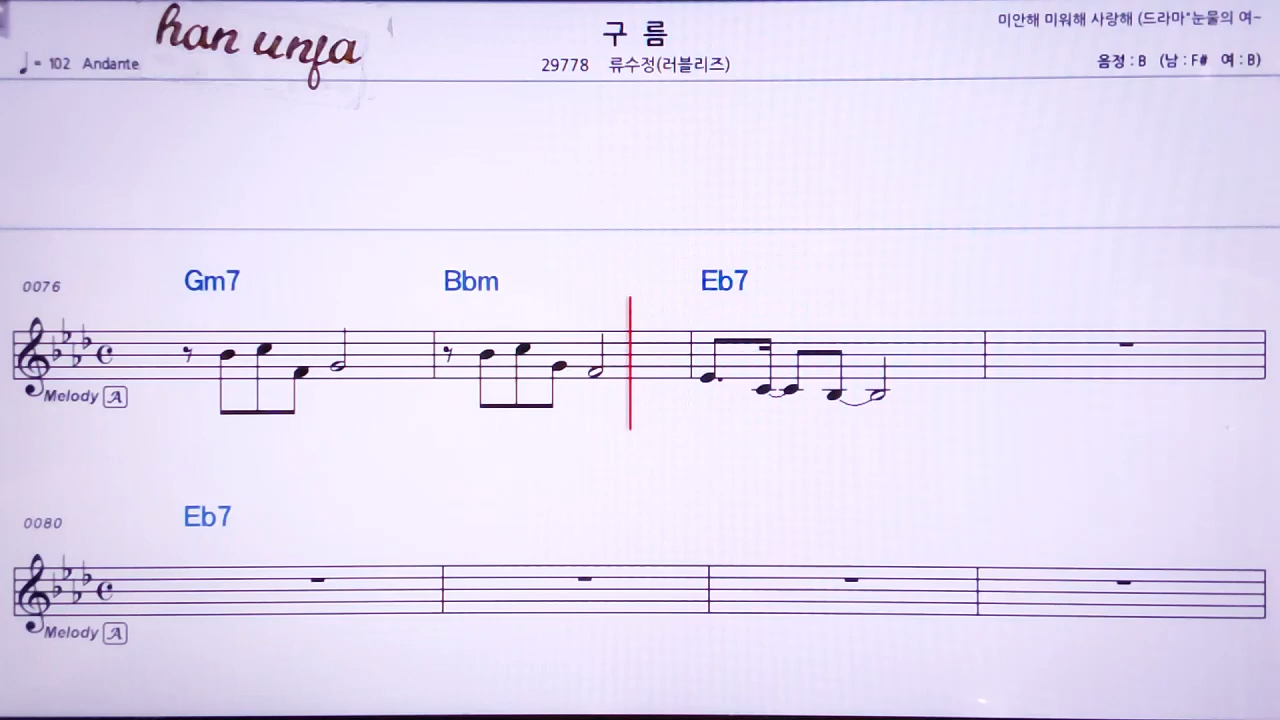 han unfa
구 름
미안해 미워해 사랑해 (드라마"눈물의 여~
= 102 Andante
29778 류수정(러블리즈)
음정 : B (남 : F# 여 : B)
0076
Gm7 Bbm Eb7
Melody A
0080
Eb7
Melody A